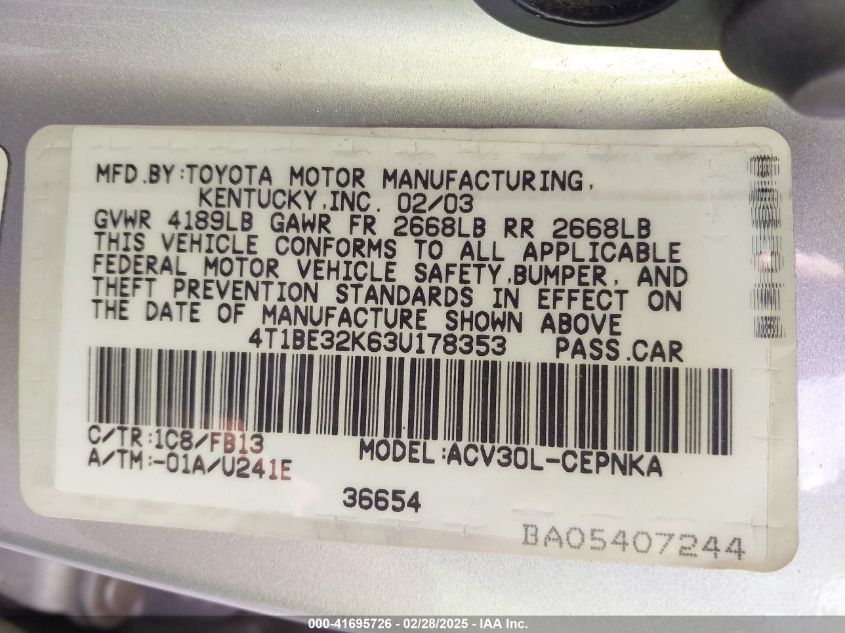 MFD.BY:TOYOTA MOTOR MANUFACTURING,
KENTUCKY,INC. 02/03
GVWR 4189LB GAWR FR 2668LB RR 2668LB
THIS VEHICLE CONFORMS TO ALL APPLICABLE
FEDERAL MOTOR VEHICLE SAFETY,BUMPER, AND
THEFT PREVENTION STANDARDS IN EFFECT ON
THE DATE OF MANUFACTURE SHOWN ABOVE
4T1BE32K63U178353 PASS.CAR
C/TR:1C8/FB13 MODEL:ACV30L-CEPNKA
A/TM:-01A/U241E
36654
BA05407244
000-41695726 - 02/28/2025 - IAA Inc.